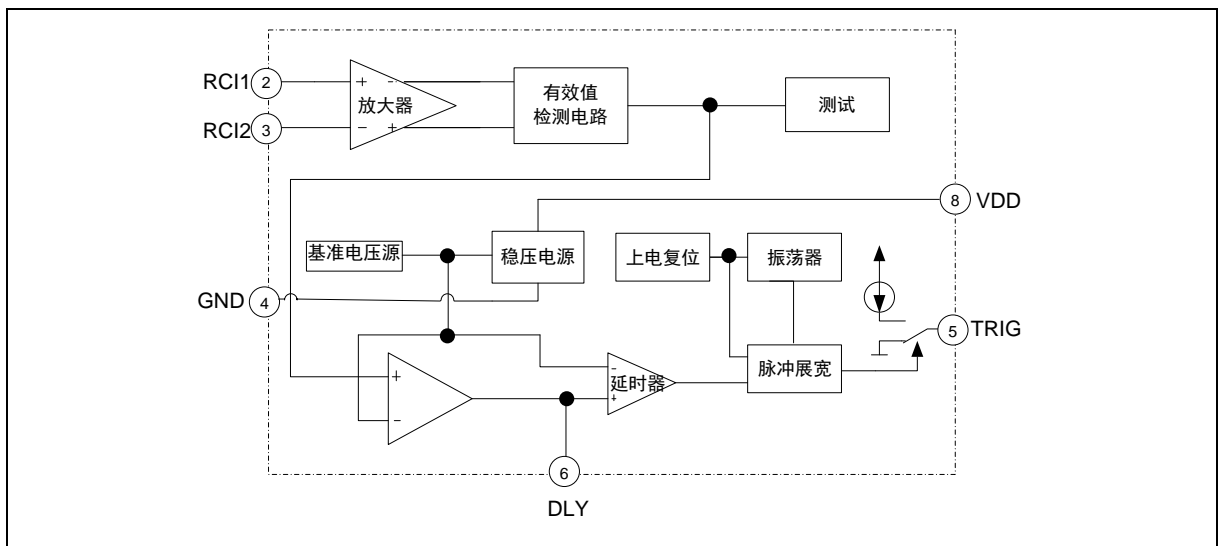 RCI1 2
+ -
放大器
有效值
检测电路
测试
RCI2 3
- +
8 VDD
基准电压源
稳压电源
上电复位
振荡器
GND 4
5 TRIG
+
-
-
延时器
+
脉冲展宽
6
DLY